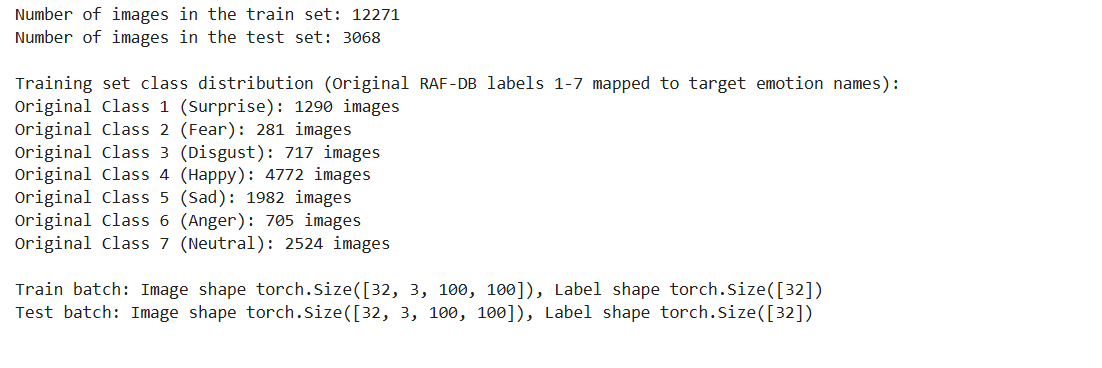 Number of images in the train set: 12271
Number of images in the test set: 3068
Training set class distribution (Original RAF-DB labels 1-7 mapped to target emotion names):
Original Class 1 (Surprise): 1290 images
Original Class 2 (Fear): 281 images
Original Class 3 (Disgust): 717 images
Original Class 4 (Happy): 4772 images
Original Class 5 (Sad): 1982 images
Original Class 6 (Anger): 705 images
Original Class 7 (Neutral): 2524 images
Train batch: Image shape torch.Size([32, 3, 100, 100]), Label shape torch.Size([32])
Test batch: Image shape torch.Size([32, 3, 100, 100]), Label shape torch.Size([32])